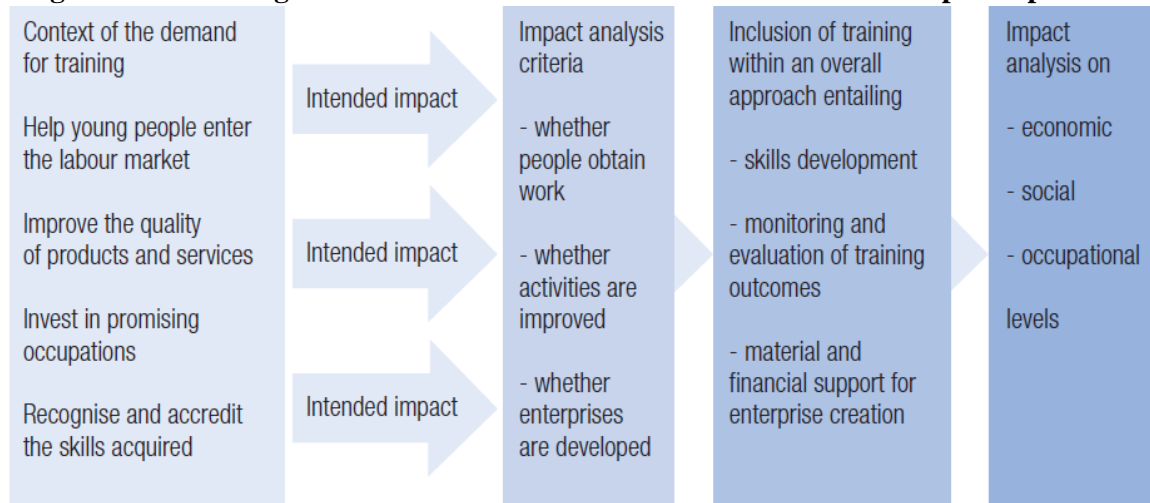 Context of the demand
for training
Help young people enter
the labour market
Improve the quality
of products and services
Invest in promising
occupations
Recognise and accredit
the skills acquired
Intended impact
Intended impact
Intended impact
Impact analysis
criteria
- whether
people obtain
work
- whether
activities are
improved
- whether
enterprises
are developed
Inclusion of training
within an overall
approach entailing
- skills development
- monitoring and
evaluation of training
outcomes
- material and
financial support for
enterprise creation
Impact
analysis on
- economic
- social
- occupational
levels